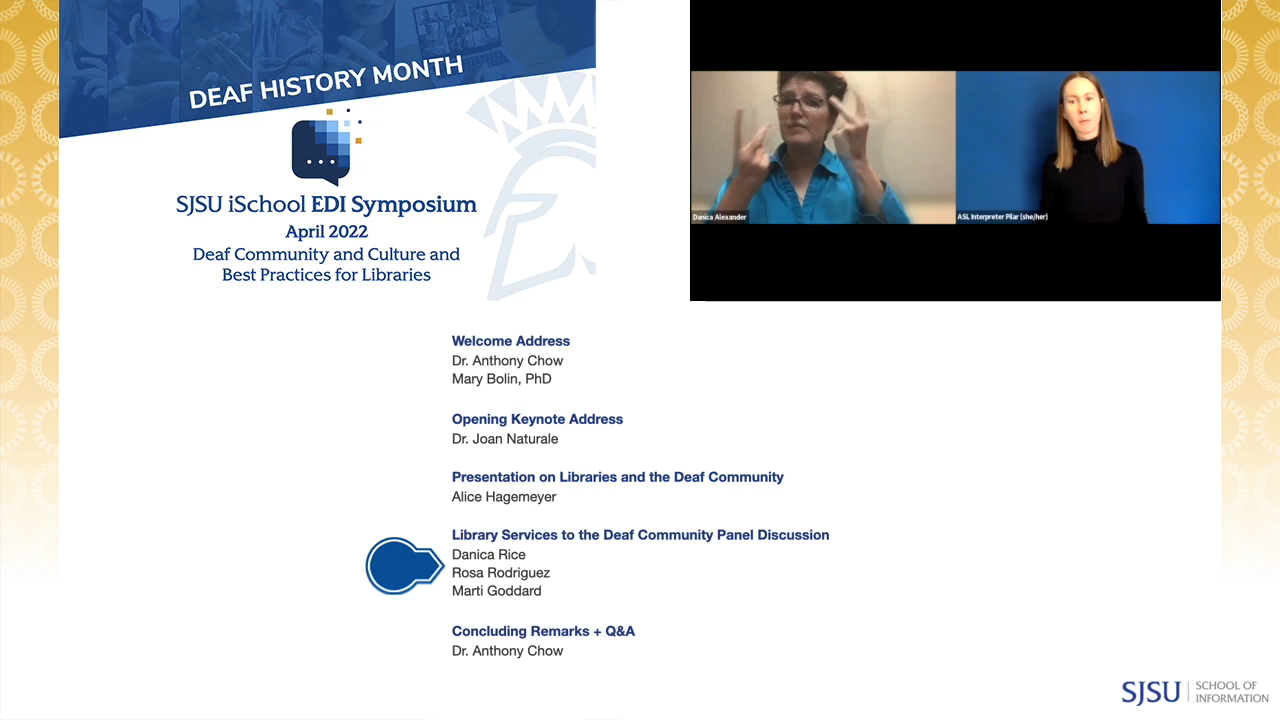 DEAF HISTORY MONTH
SJSU iSchool EDI Symposium
April 2022
Deaf Community and Culture and
Best Practices for Libraries
Danica Alexander
ASL Interpreter Pilar (she/her)
Welcome Address
Dr. Anthony Chow
Mary Bolin, PhD
Opening Keynote Address
Dr. Joan Naturale
Presentation on Libraries and the Deaf Community
Alice Hagemeyer
Library Services to the Deaf Community Panel Discussion
Danica Rice
Rosa Rodriguez
Marti Goddard
Concluding Remarks + Q&A
Dr. Anthony Chow
SJSU SCHOOL OF
INFORMATION